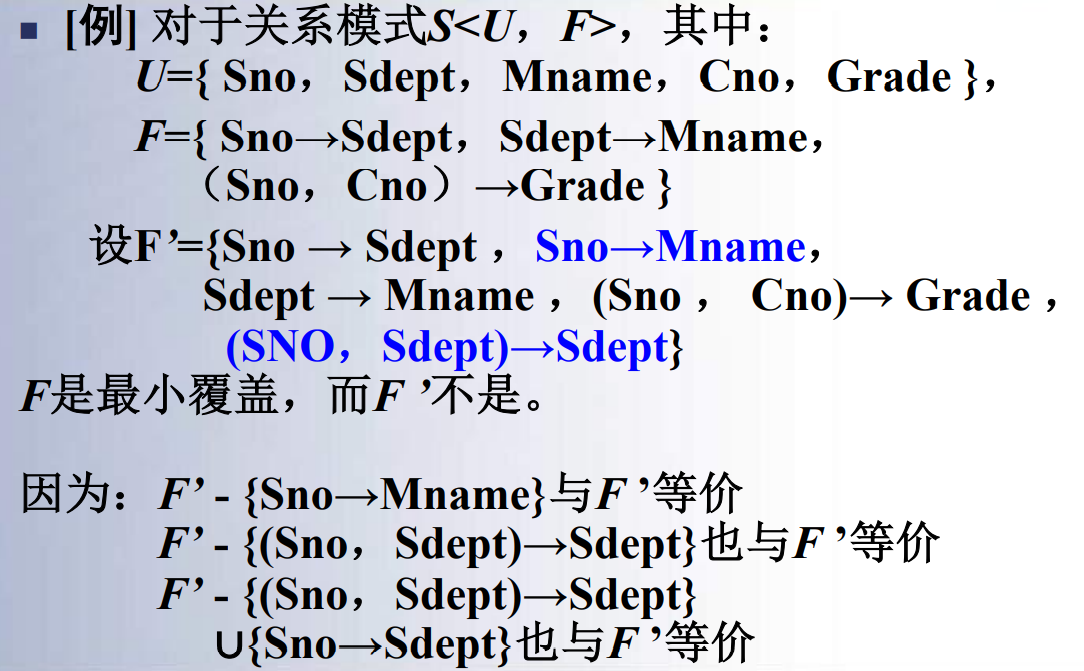 ▪ [例] 对于关系模式S<U，F>，其中：
U={ Sno，Sdept，Mname，Cno，Grade }，
F={ Sno→Sdept，Sdept→Mname，
（Sno，Cno）→Grade }
设F’={Sno → Sdept ，Sno→Mname，
Sdept → Mname ，(Sno ， Cno)→ Grade ，
(SNO，Sdept)→Sdept}
F是最小覆盖，而F ’不是。
因为：F’ - {Sno→Mname}与F ’等价
F’ - {(Sno，Sdept)→Sdept}也与F ’等价
F’ - {(Sno，Sdept)→Sdept}
∪{Sno→Sdept}也与F ’等价